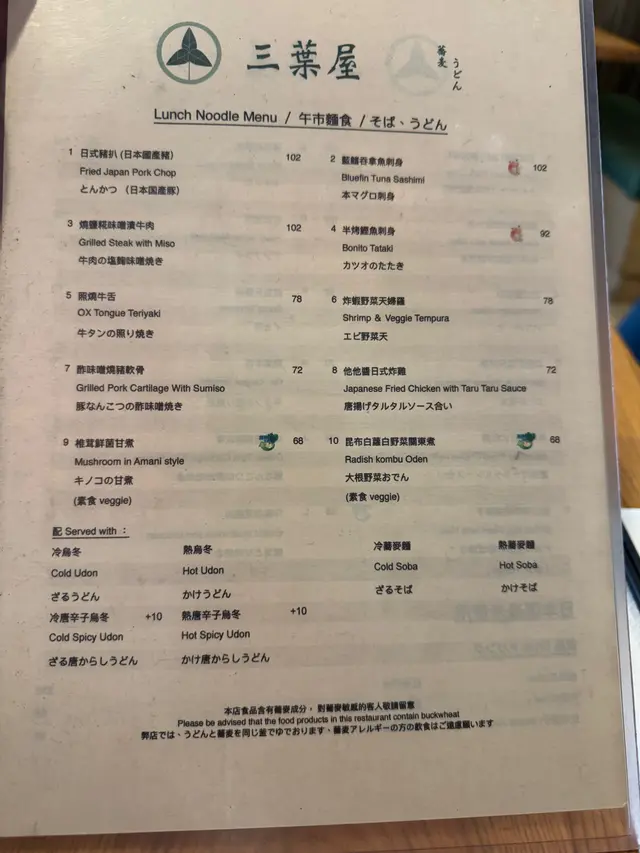 三葉屋
蕎麦
うどん
Lunch Noodle Menu / 午市麵食 / そば、うどん
1 日式豬扒 (日本國產豬) 102
Fried Japan Pork Chop
とんかつ (日本国産豚)
2 藍鰭吞拿魚刺身 102
Bluefin Tuna Sashimi
本マグロ刺身
3 燒鹽糀味噌漬牛肉 102
Grilled Steak with Miso
牛肉の塩麹味噌焼き
4 半烤鰹魚刺身 92
Bonito Tataki
カツオのたたき
5 照燒牛舌 78
OX Tongue Teriyaki
牛タンの照り焼き
6 炸蝦野菜天婦羅 78
Shrimp & Veggie Tempura
エビ野菜天
7 酢味噌燒豬軟骨 72
Grilled Pork Cartilage With Sumiso
豚なんこつの酢味噌焼き
8 他他醬日式炸雞 72
Japanese Fried Chicken with Taru Taru Sauce
唐揚げタルタルソース合い
9 椎茸鮮菌甘煮 68
Mushroom in Amani style
キノコの甘煮
(素食 veggie)
10 昆布白蘿白野菜關東煮 68
Radish kombu Oden
大根野菜おでん
(素食 veggie)
配 Served with :
冷烏冬
Cold Udon
ざるうどん
熱烏冬
Hot Udon
かけうどん
冷蕎麥麵
Cold Soba
ざるそば
熱蕎麥麵
Hot Soba
かけそば
冷唐辛子烏冬 +10
Cold Spicy Udon
ざる唐からしうどん
熱唐辛子烏冬 +10
Hot Spicy Udon
かけ唐からしうどん
本店食品含有蕎麥成分，對蕎麥敏感的客人敬請留意
Please be advised that the food products in this restaurant contain buckwheat
弊店では、うどんと蕎麦を同じ釜でゆでおります、蕎麦アレルギーの方の飲食はご遠慮願います